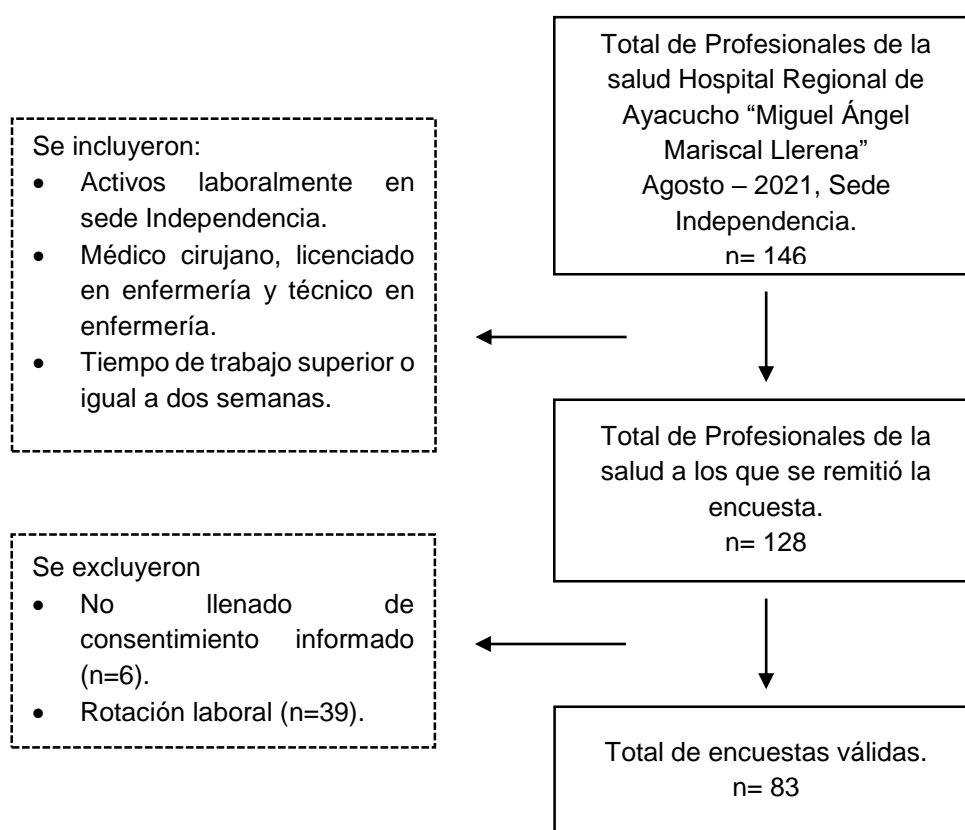 Total de Profesionales de la
salud Hospital Regional de
Ayacucho “Miguel Ángel
Mariscal Llerena”
Agosto – 2021, Sede
Independencia.
n= 146
Se incluyeron:
• Activos laboralmente en
sede Independencia.
• Médico cirujano, licenciado
en enfermería y técnico en
enfermería.
• Tiempo de trabajo superior o
igual a dos semanas.
Total de Profesionales de la
salud a los que se remitió la
encuesta.
n= 128
Se excluyeron
• No llenado de
consentimiento informado
(n=6).
• Rotación laboral (n=39).
Total de encuestas válidas.
n= 83